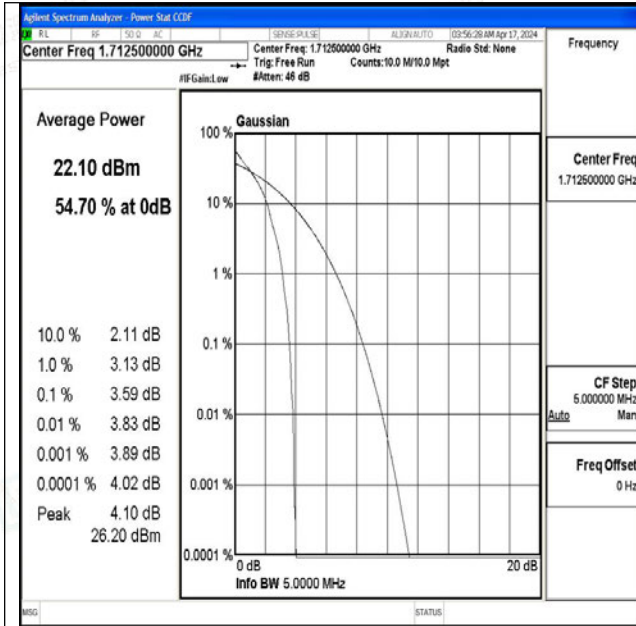 Agilent Spectrum Analyzer - Power Stat CCDF
RL RF 50 Ω AC SENSE:PULSE ALIGN AUTO 03:56:28 AM Apr 17, 2024
Center Freq 1.712500000 GHz
Center Freq: 1.712500000 GHz Radio Std: None
Trig: Free Run Counts:10.0 M/10.0 Mpt
#IFGain:Low #Atten: 46 dB
Frequency
Average Power
22.10 dBm
54.70 % at 0dB
10.0 % 2.11 dB
1.0 % 3.13 dB
0.1 % 3.59 dB
0.01 % 3.83 dB
0.001 % 3.89 dB
0.0001 % 4.02 dB
Peak 4.10 dB
26.20 dBm
Gaussian
100 %
10 %
1 %
0.1 %
0.01 %
0.001 %
0.0001 %
0 dB 20 dB
Info BW 5.0000 MHz
Center Freq
1.712500000 GHz
CF Step
5.000000 MHz
Auto Man
Freq Offset
0 Hz
MSG STATUS